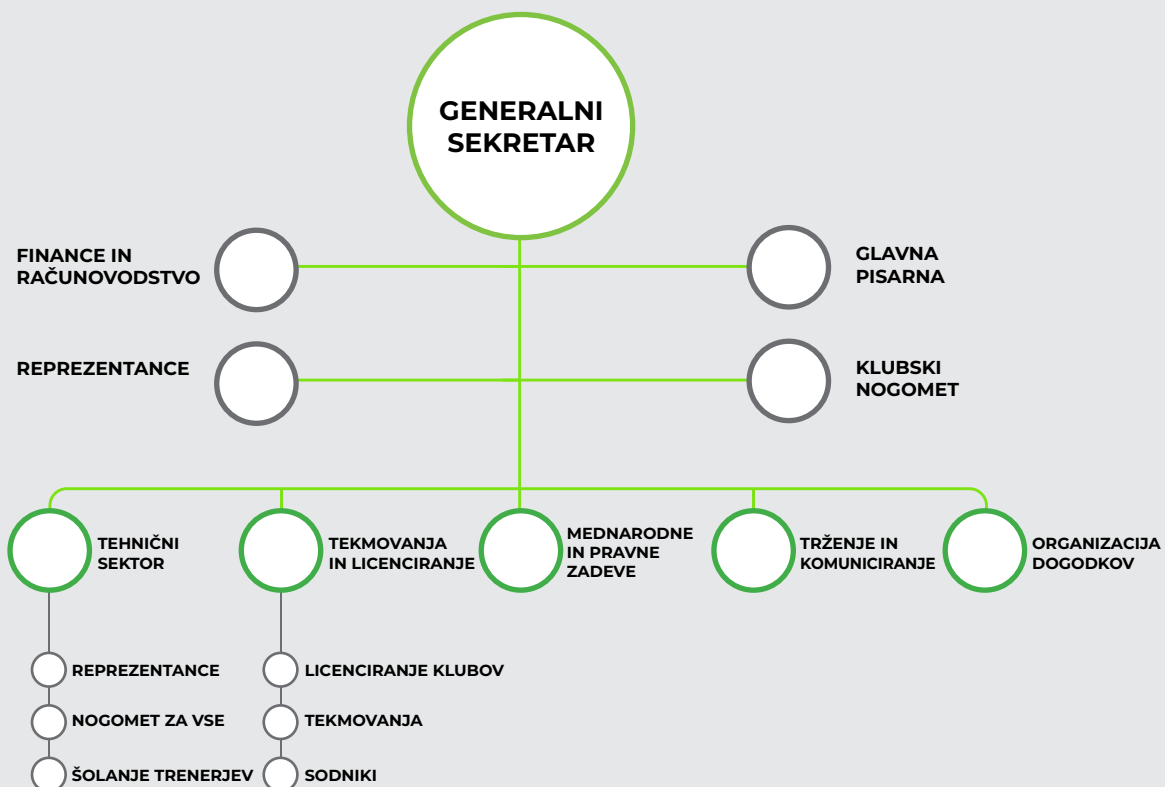 GENERALNI
SEKRETAR
FINANCE IN
RAČUNOVODSTVO
GLAVNA
PISARNA
REPREZENTANCE
KLUBSKI
NOGOMET
TEHNIČNI
SEKTOR
TEKMOVANJA
IN LICENCIRANJE
MEDNARODNE
IN PRAVNE
ZADEVE
TRŽENJE IN
KOMUNICIRANJE
ORGANIZACIJA
DOGODKOV
REPREZENTANCE
NOGOMET ZA VSE
ŠOLANJE TRENERJEV
LICENCIRANJE KLUBOV
TEKMOVANJA
SODNIKI